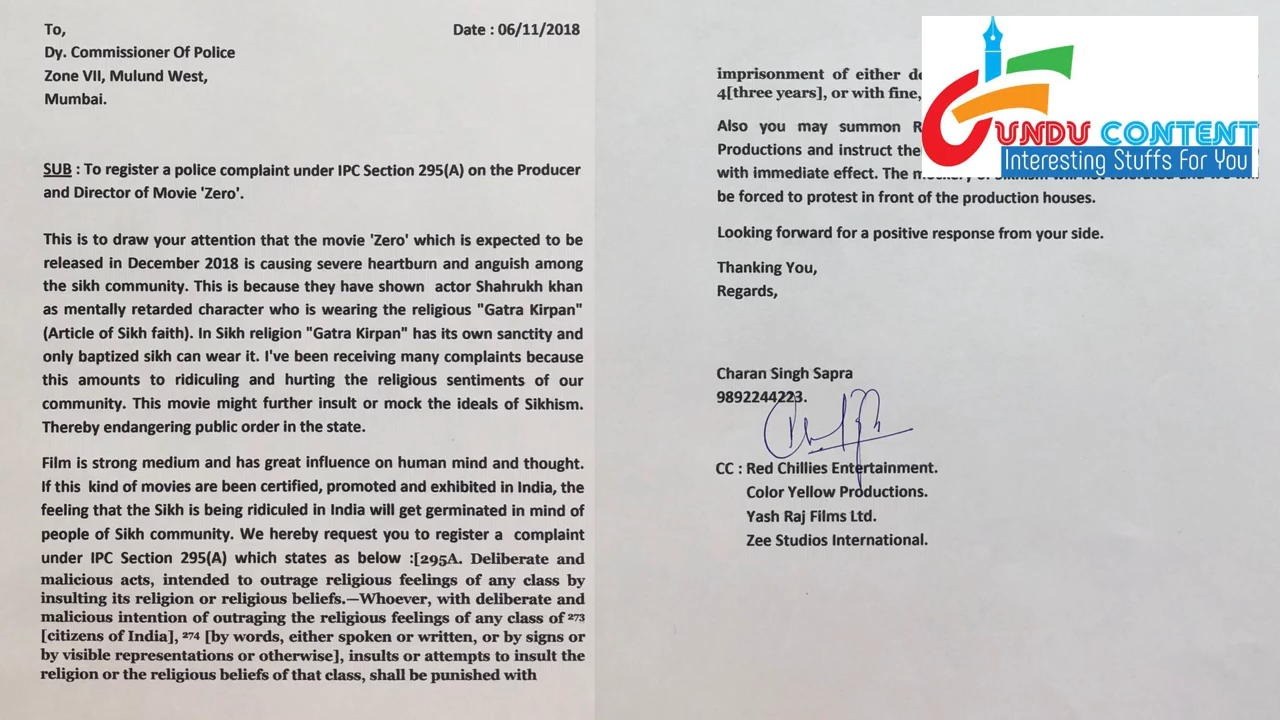 To,
Date : 06/11/2018
Dy. Commissioner Of Police
Zone VII, Mulund West,
Mumbai.
SUB : To register a police complaint under IPC Section 295(A) on the Producer
and Director of Movie 'Zero'.
This is to draw your attention that the movie 'Zero' which is expected to be
released in December 2018 is causing severe heartburn and anguish among
the sikh community. This is because they have shown actor Shahrukh khan
as mentally retarded character who is wearing the religious "Gatra Kirpan"
(Article of Sikh faith). In Sikh religion "Gatra Kirpan" has its own sanctity and
only baptized sikh can wear it. I've been receiving many complaints because
this amounts to ridiculing and hurting the religious sentiments of our
community. This movie might further insult or mock the ideals of Sikhism.
Thereby endangering public order in the state.
Film is strong medium and has great influence on human mind and thought.
If this kind of movies are been certified, promoted and exhibited in India, the
feeling that the Sikh is being ridiculed in India will get germinated in mind of
people of Sikh community. We hereby request you to register a complaint
under IPC Section 295(A) which states as below :[295A. Deliberate and
malicious acts, intended to outrage religious feelings of any class by
insulting its religion or religious beliefs.—Whoever, with deliberate and
malicious intention of outraging the religious feelings of any class of 273
[citizens of India], 274 [by words, either spoken or written, or by signs or
by visible representations or otherwise], insults or attempts to insult the
religion or the religious beliefs of that class, shall be punished with
imprisonment of either
4[three years], or with fine,
Also you may summon
Productions and instruct
with immediate effect. The
be forced to protest in front of the production houses.
Looking forward for a positive response from your side.
Thanking You,
Regards,
Charan Singh Sapra
9892244223.
CC : Red Chillies Entertainment.
Color Yellow Productions.
Yash Raj Films Ltd.
Zee Studios International.
GUNDU CONTENT
Interesting Stuffs For You